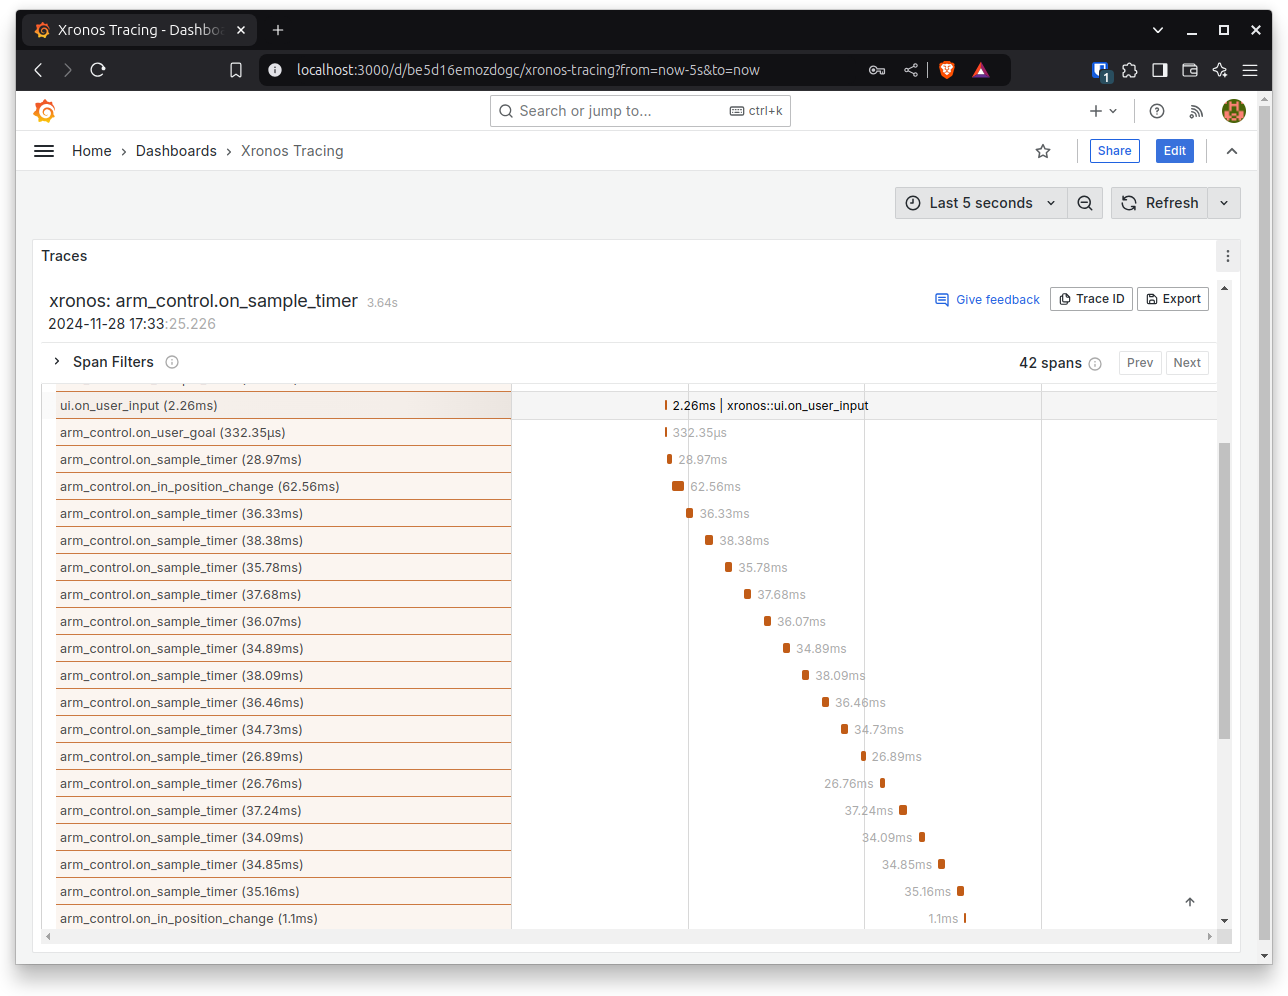 Xronos Tracing - Dashbo
localhost:3000/d/be5d16emozdogc/xronos-tracing?from=now-5s&to=now
1
Search or jump to...
ctrl+k
Home › Dashboards › Xronos Tracing
Share
Edit
Last 5 seconds
Refresh
Traces
xronos: arm_control.on_sample_timer 3.64s
Give feedback
Trace ID
Export
2024-11-28 17:33:25.226
Span Filters
42 spans
Prev
Next
ui.on_user_input (2.26ms)
2.26ms | xronos::ui.on_user_input
arm_control.on_user_goal (332.35μs)
332.35μs
arm_control.on_sample_timer (28.97ms)
28.97ms
arm_control.on_in_position_change (62.56ms)
62.56ms
arm_control.on_sample_timer (36.33ms)
36.33ms
arm_control.on_sample_timer (38.38ms)
38.38ms
arm_control.on_sample_timer (35.78ms)
35.78ms
arm_control.on_sample_timer (37.68ms)
37.68ms
arm_control.on_sample_timer (36.07ms)
36.07ms
arm_control.on_sample_timer (34.89ms)
34.89ms
arm_control.on_sample_timer (38.09ms)
38.09ms
arm_control.on_sample_timer (36.46ms)
36.46ms
arm_control.on_sample_timer (34.73ms)
34.73ms
arm_control.on_sample_timer (26.89ms)
26.89ms
arm_control.on_sample_timer (26.76ms)
26.76ms
arm_control.on_sample_timer (37.24ms)
37.24ms
arm_control.on_sample_timer (34.09ms)
34.09ms
arm_control.on_sample_timer (34.85ms)
34.85ms
arm_control.on_sample_timer (35.16ms)
35.16ms
arm_control.on_in_position_change (1.1ms)
1.1ms